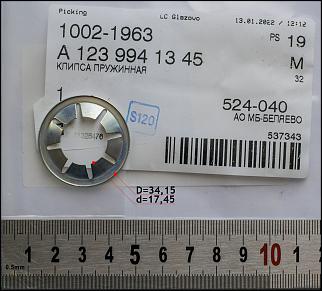 Picking
LC Glazovo
13.01.2022 / 12:12
1002-1963
PS 19
A 123 994 13 45
M
КЛИПСА ПРУЖИННАЯ
32
1
524-040
S120
АО МБ-БЕЛЯЕВО
537343
D=34,15
d=17,45
1 2 3 4 5 6 7 8 9 10 1
0.5mm